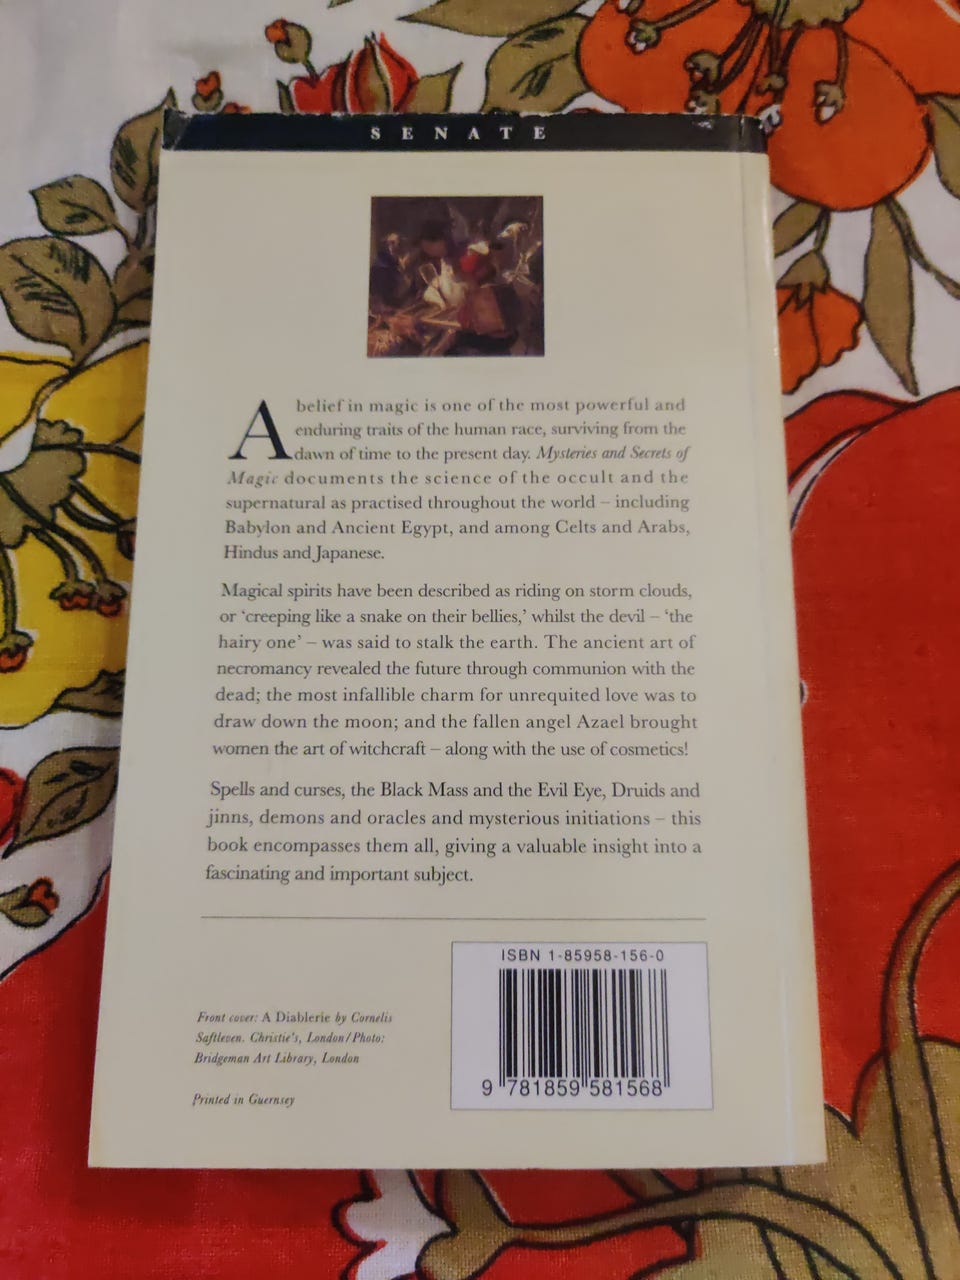 SENATE
A belief in magic is one of the most powerful and
enduring traits of the human race, surviving from the
dawn of time to the present day. Mysteries and Secrets of
Magic documents the science of the occult and the
supernatural as practised throughout the world – including
Babylon and Ancient Egypt, and among Celts and Arabs,
Hindus and Japanese.
Magical spirits have been described as riding on storm clouds,
or ‘creeping like a snake on their bellies,’ whilst the devil – ‘the
hairy one’ – was said to stalk the earth. The ancient art of
necromancy revealed the future through communion with the
dead; the most infallible charm for unrequited love was to
draw down the moon; and the fallen angel Azael brought
women the art of witchcraft – along with the use of cosmetics!
Spells and curses, the Black Mass and the Evil Eye, Druids and
jinns, demons and oracles and mysterious initiations – this
book encompasses them all, giving a valuable insight into a
fascinating and important subject.
Front cover: A Diablerie by Cornelis
Saftleven. Christie's, London/Photo:
Bridgeman Art Library, London
Printed in Guernsey
ISBN 1-85958-156-0
9 781859 581568